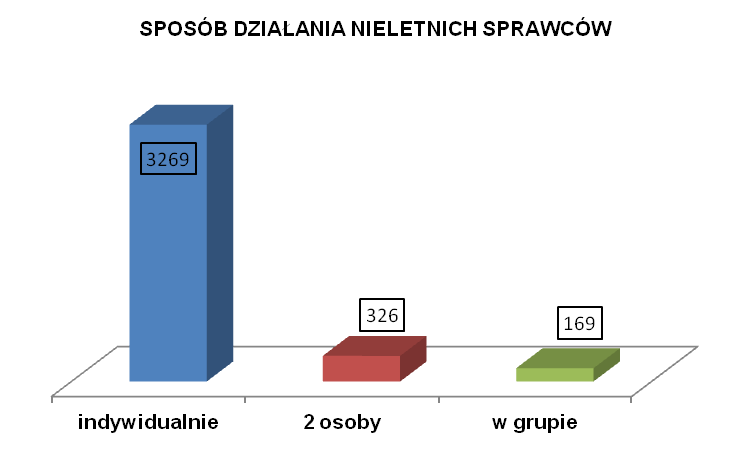 SPOSÓB DZIAŁANIA NIELETNICH SPRAWCÓW
3269
326
169
indywidualnie
2 osoby
w grupie